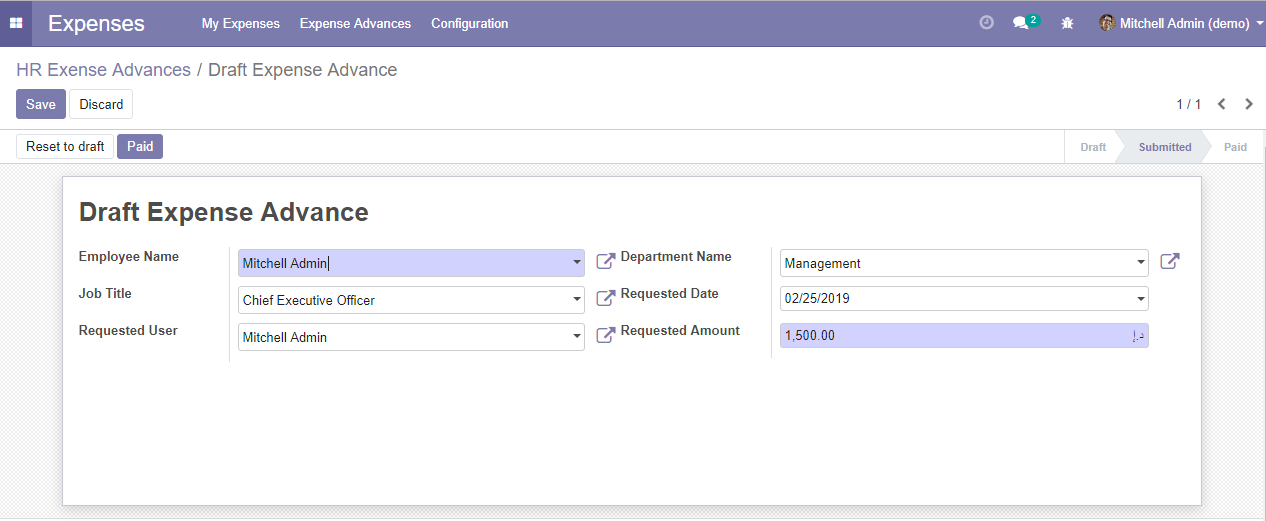 Expenses My Expenses Expense Advances Configuration 2 Mitchell Admin (demo)
HR Exense Advances / Draft Expense Advance
Save Discard 1 / 1
Reset to draft Paid Draft Submitted Paid
Draft Expense Advance
Employee Name Mitchell Admin Department Name Management
Job Title Chief Executive Officer Requested Date 02/25/2019
Requested User Mitchell Admin Requested Amount 1,500.00 د.إ